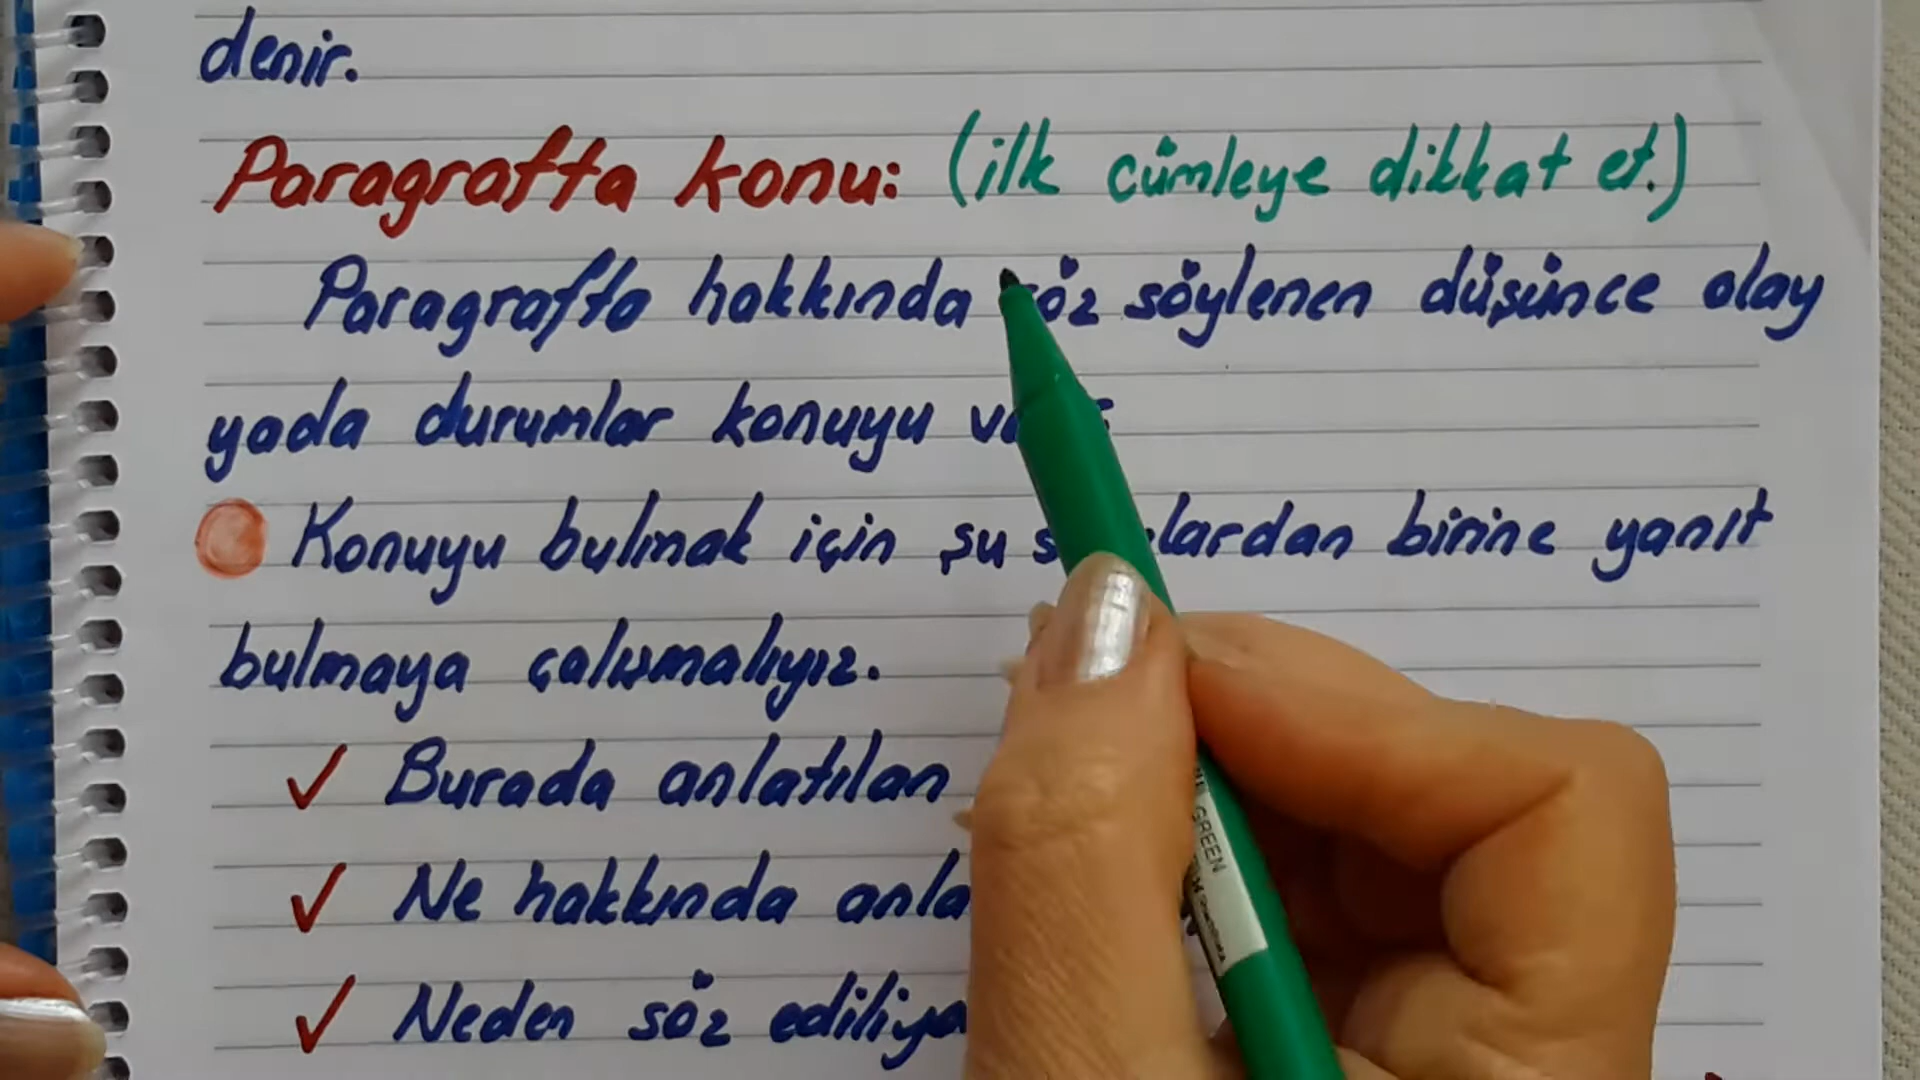 denir.
Paragrafta konu: (ilk cümleye dikkat et.)
Paragrafta hakkında söz söylenen düşünce olay
yada durumlar konuyu
Konuyu bulmak için şu birine yanıt
bulmaya çalışmalıyız.
✓ Burada anlatılan
✓ Ne hakkında
✓ Neden söz
GREEN